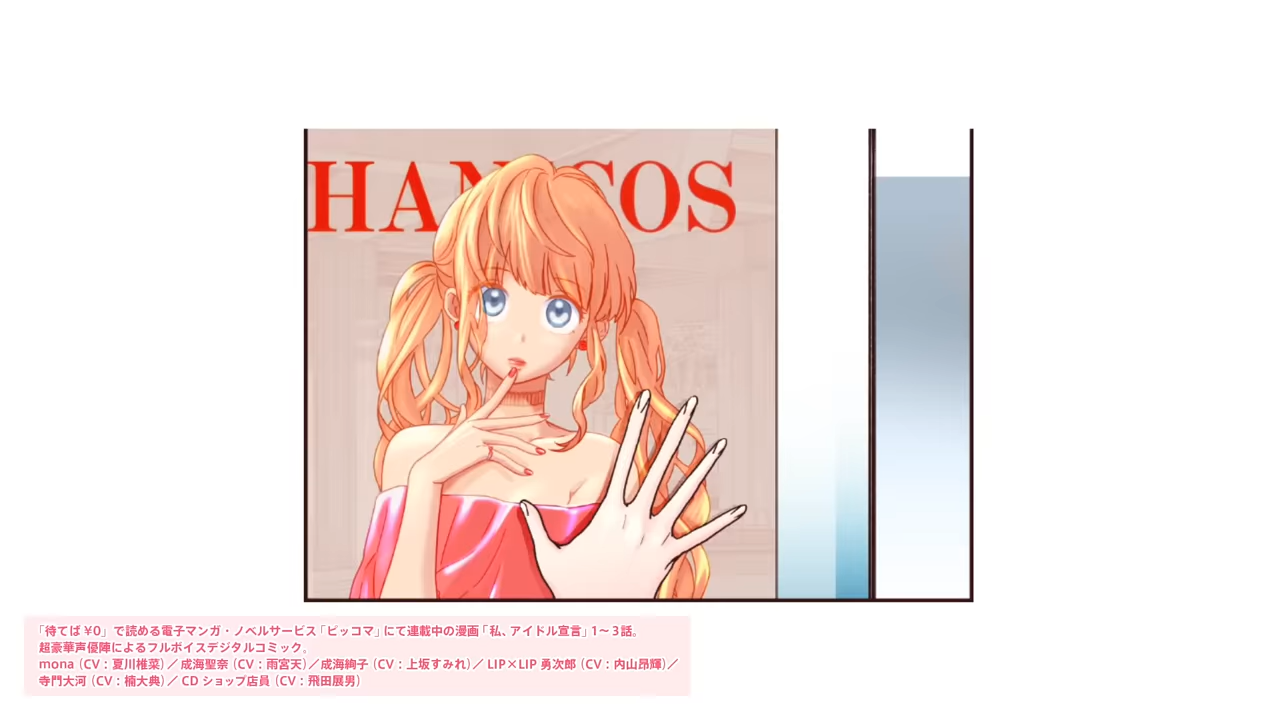 HAN COS
「待てば¥0」で読める電子マンガ・ノベルサービス「ピッコマ」にて連載中の漫画「私、アイドル宣言」1〜3話。
超豪華声優陣によるフルボイスデジタルコミック。
mona（CV：夏川椎菜）／成海聖奈（CV：雨宮天）／成海絢子（CV：上坂すみれ）／LIP×LIP 勇次郎（CV：内山昂輝）／
寺門大河（CV：楠大典）／CDショップ店員（CV：飛田展男）